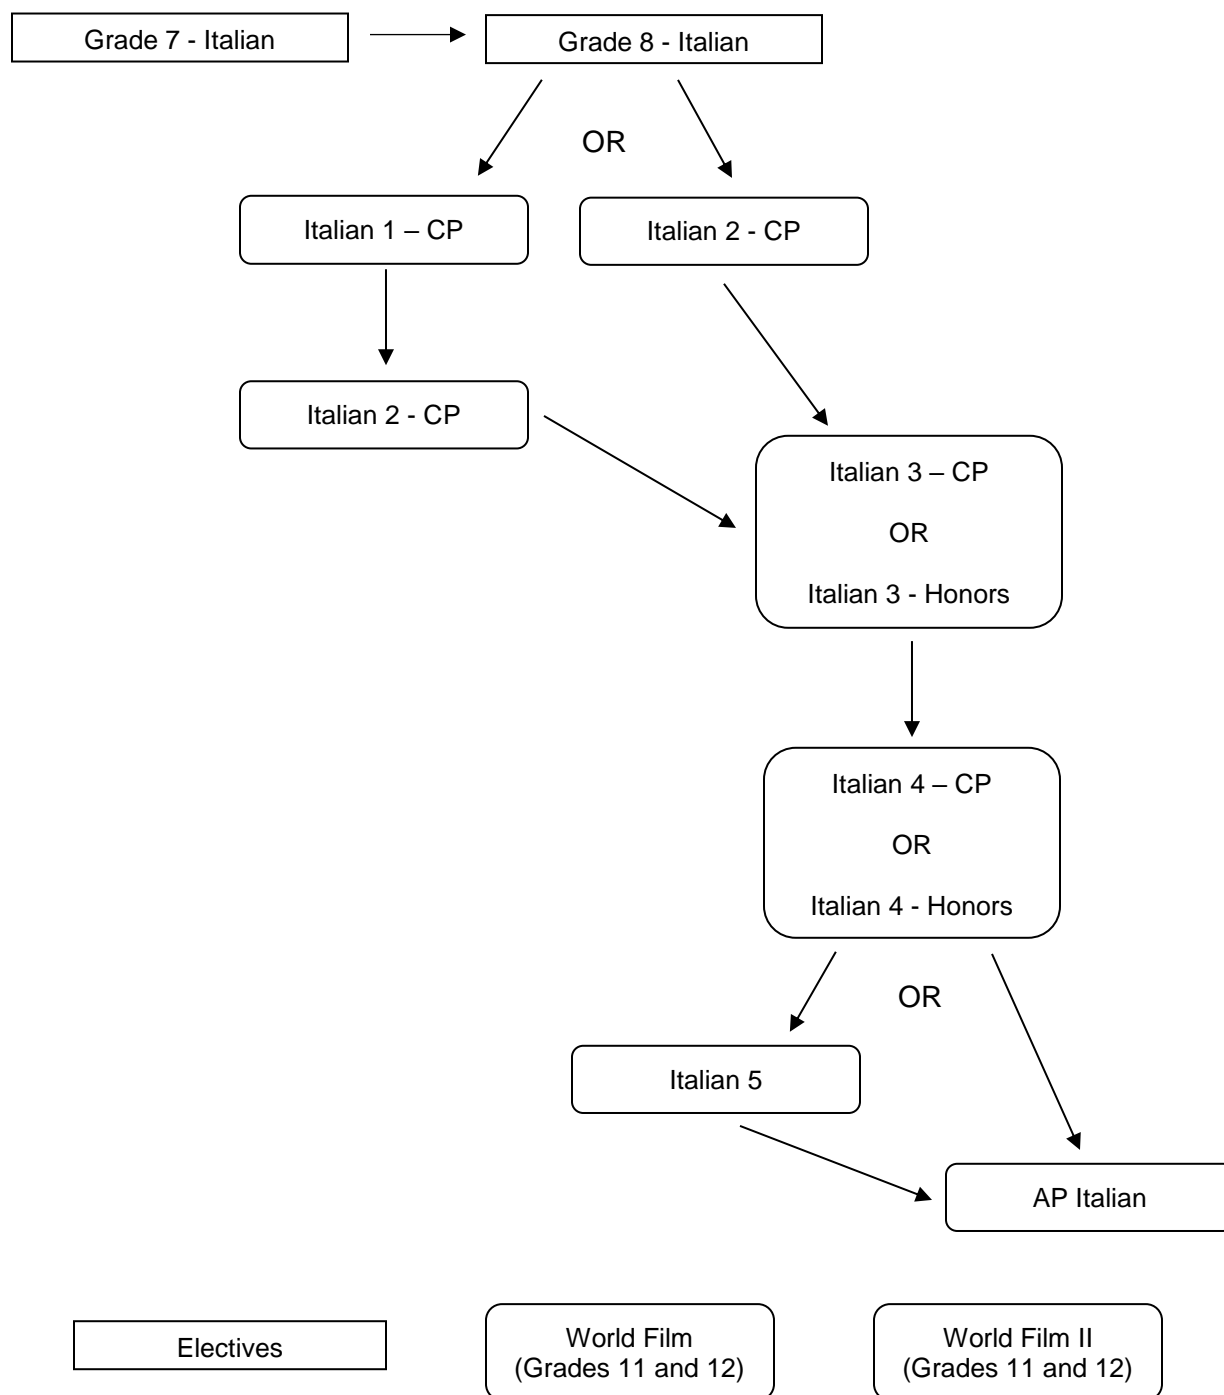 Grade 7 - Italian
Grade 8 - Italian
OR
Italian 1 – CP
Italian 2 - CP
Italian 2 - CP
Italian 3 – CP
OR
Italian 3 - Honors
Italian 4 – CP
OR
Italian 4 - Honors
OR
Italian 5
AP Italian
Electives
World Film
(Grades 11 and 12)
World Film II
(Grades 11 and 12)